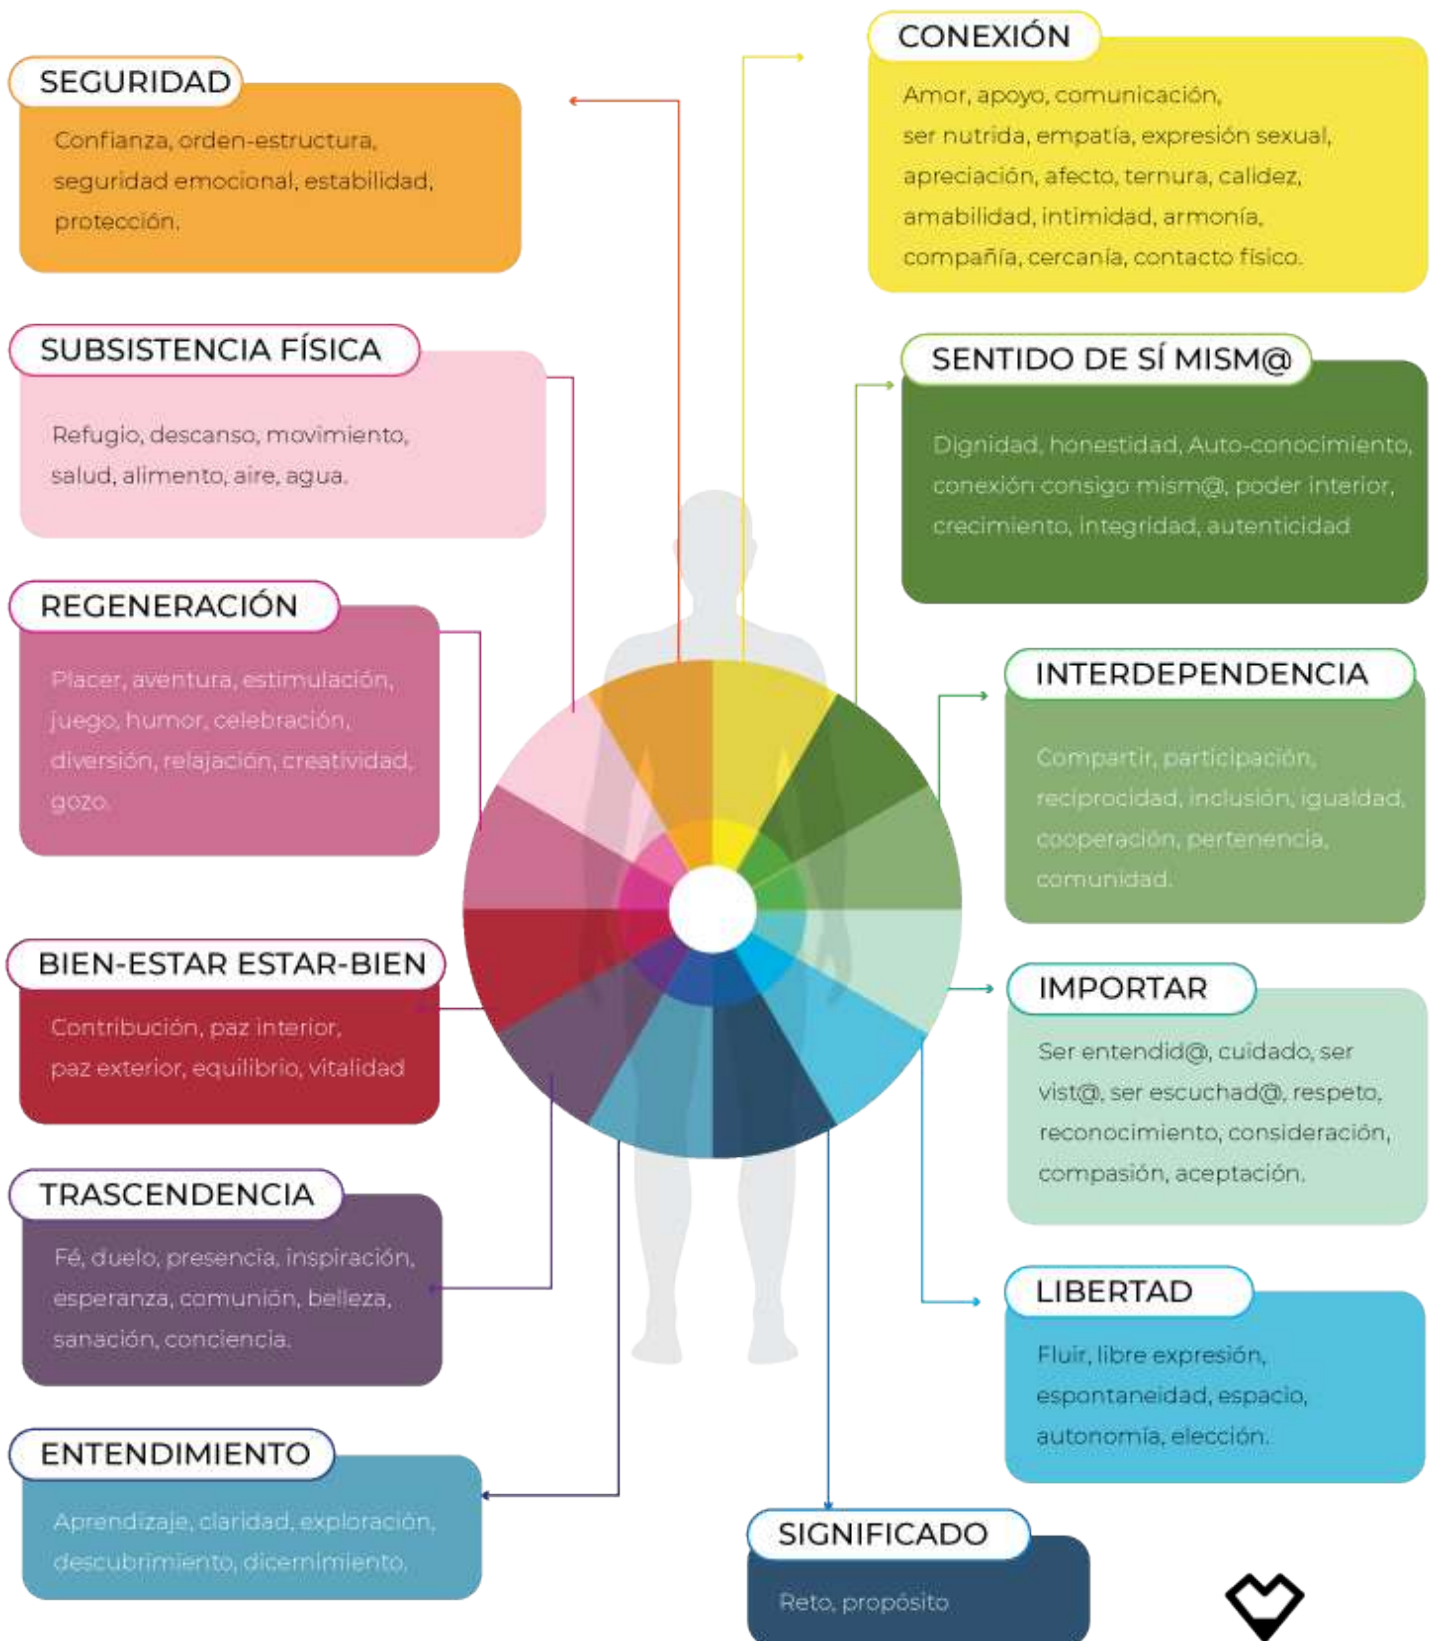 SEGURIDAD
Confianza, orden-estructura,
seguridad emocional, estabilidad,
protección.
SUBSISTENCIA FÍSICA
Refugio, descanso, movimiento,
salud, alimento, aire, agua.
REGENERACIÓN
Placer, aventura, estimulación,
juego, humor, celebración,
diversión, relajación, creatividad,
gozo.
BIEN-ESTAR ESTAR-BIEN
Contribución, paz interior,
paz exterior, equilibrio, vitalidad
TRASCENDENCIA
Fé, duelo, presencia, inspiración,
esperanza, comunión, belleza,
sanación, conciencia.
ENTENDIMIENTO
Aprendizaje, claridad, exploración,
descubrimiento, dicernimiento.
CONEXIÓN
Amor, apoyo, comunicación,
ser nutrida, empatía, expresión sexual,
apreciación, afecto, ternura, calidez,
amabilidad, intimidad, armonía,
compañía, cercanía, contacto físico.
SENTIDO DE SÍ MISM@
Dignidad, honestidad, Auto-conocimiento,
conexión consigo mism@, poder interior,
crecimiento, integridad, autenticidad
INTERDEPENDENCIA
Compartir, participación,
reciprocidad, inclusión, igualdad,
cooperación, pertenencia,
comunidad.
IMPORTAR
Ser entendid@, cuidado, ser
vist@, ser escuchad@, respeto,
reconocimiento, consideración,
compasión, aceptación.
LIBERTAD
Fluir, libre expresión,
espontaneidad, espacio,
autonomía, elección.
SIGNIFICADO
Reto, propósito